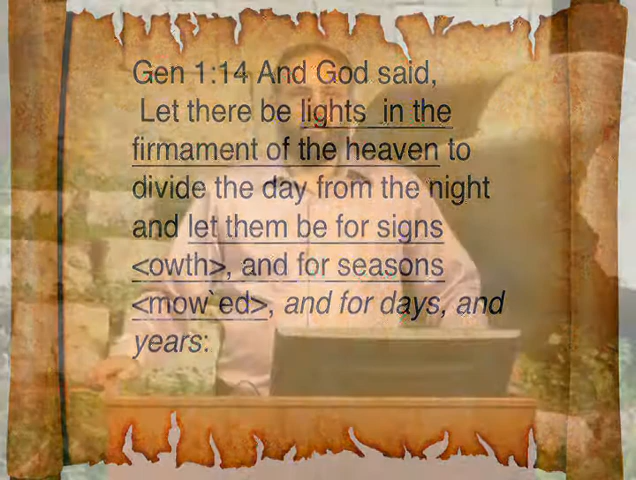 Gen 1:14 And God said,
Let there be lights in the
firmament of the heaven to
divide the day from the night
and let them be for signs
<owth>, and for seasons
<mow`ed>, and for days, and
years: